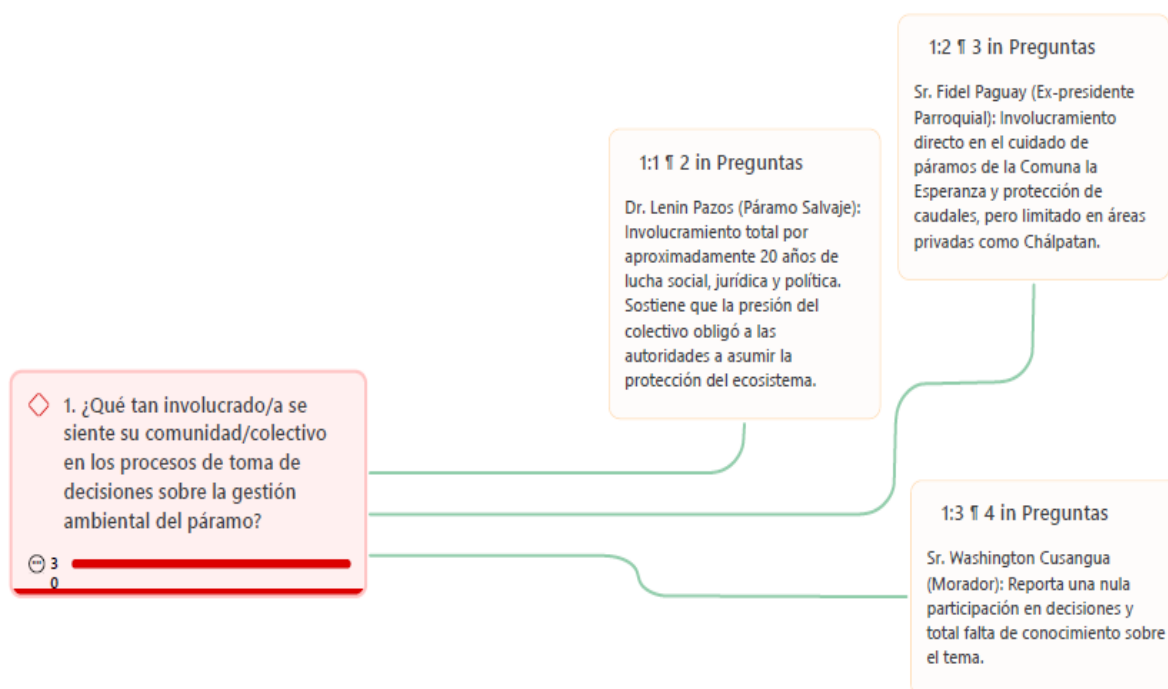 1:2 ¶ 3 in Preguntas
Sr. Fidel Paguay (Ex-presidente
Parroquial): Involucramiento
directo en el cuidado de
páramos de la Comuna la
Esperanza y protección de
caudales, pero limitado en áreas
privadas como Chálpatan.
1:1 ¶ 2 in Preguntas
Dr. Lenin Pazos (Páramo Salvaje):
Involucramiento total por
aproximadamente 20 años de
lucha social, jurídica y política.
Sostiene que la presión del
colectivo obligó a las
autoridades a asumir la
protección del ecosistema.
1. ¿Qué tan involucrado/a se
siente su comunidad/colectivo
en los procesos de toma de
decisiones sobre la gestión
ambiental del páramo?
3
0
1:3 ¶ 4 in Preguntas
Sr. Washington Cusangua
(Morador): Reporta una nula
participación en decisiones y
total falta de conocimiento sobre
el tema.